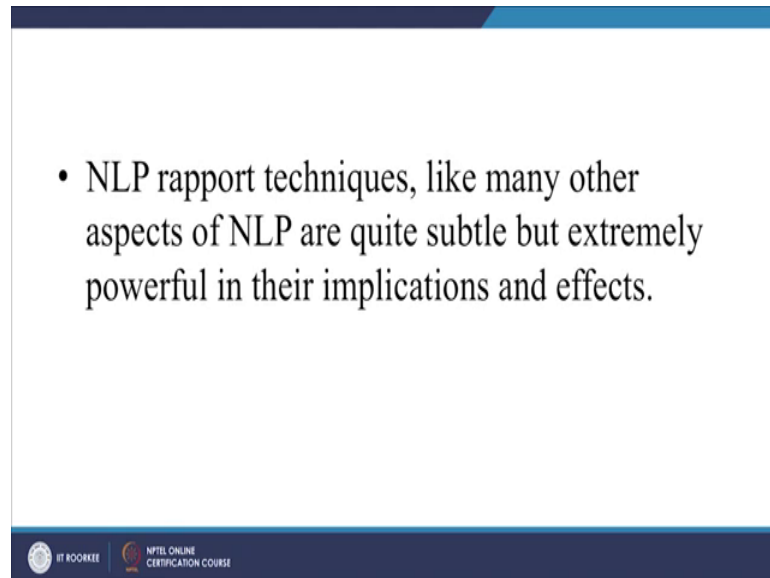 • NLP rapport techniques, like many other
aspects of NLP are quite subtle but extremely
powerful in their implications and effects.
IIT ROORKEE
NPTEL ONLINE
CERTIFICATION COURSE